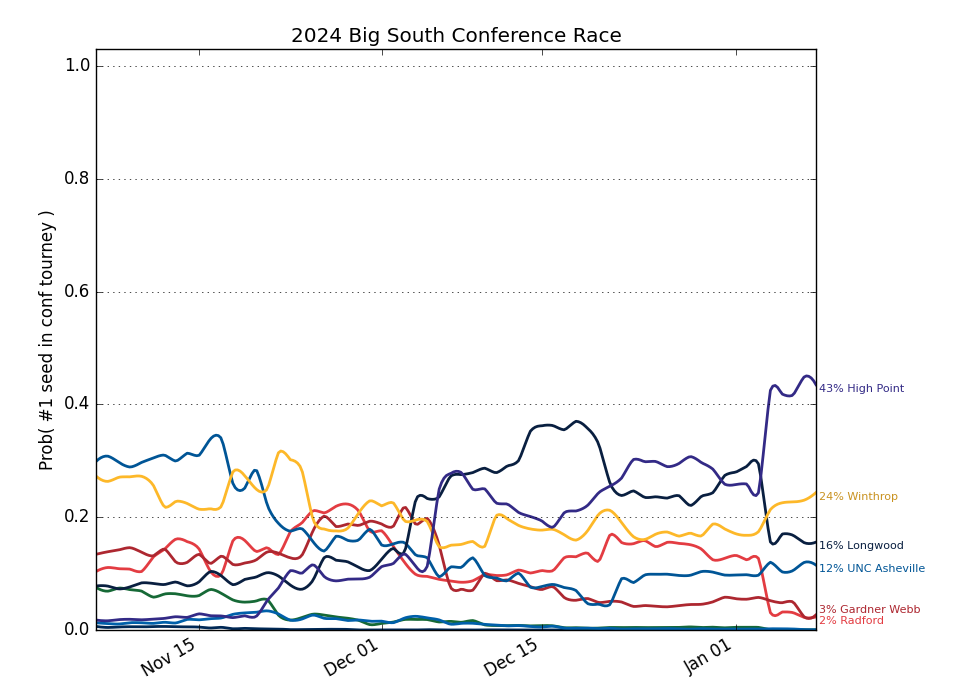 2024 Big South Conference Race
Prob( #1 seed in conf tourney )
1.0
0.8
0.6
0.4
0.2
0.0
Nov 15
Dec 01
Dec 15
Jan 01
43% High Point
24% Winthrop
16% Longwood
12% UNC Asheville
3% Gardner Webb
2% Radford